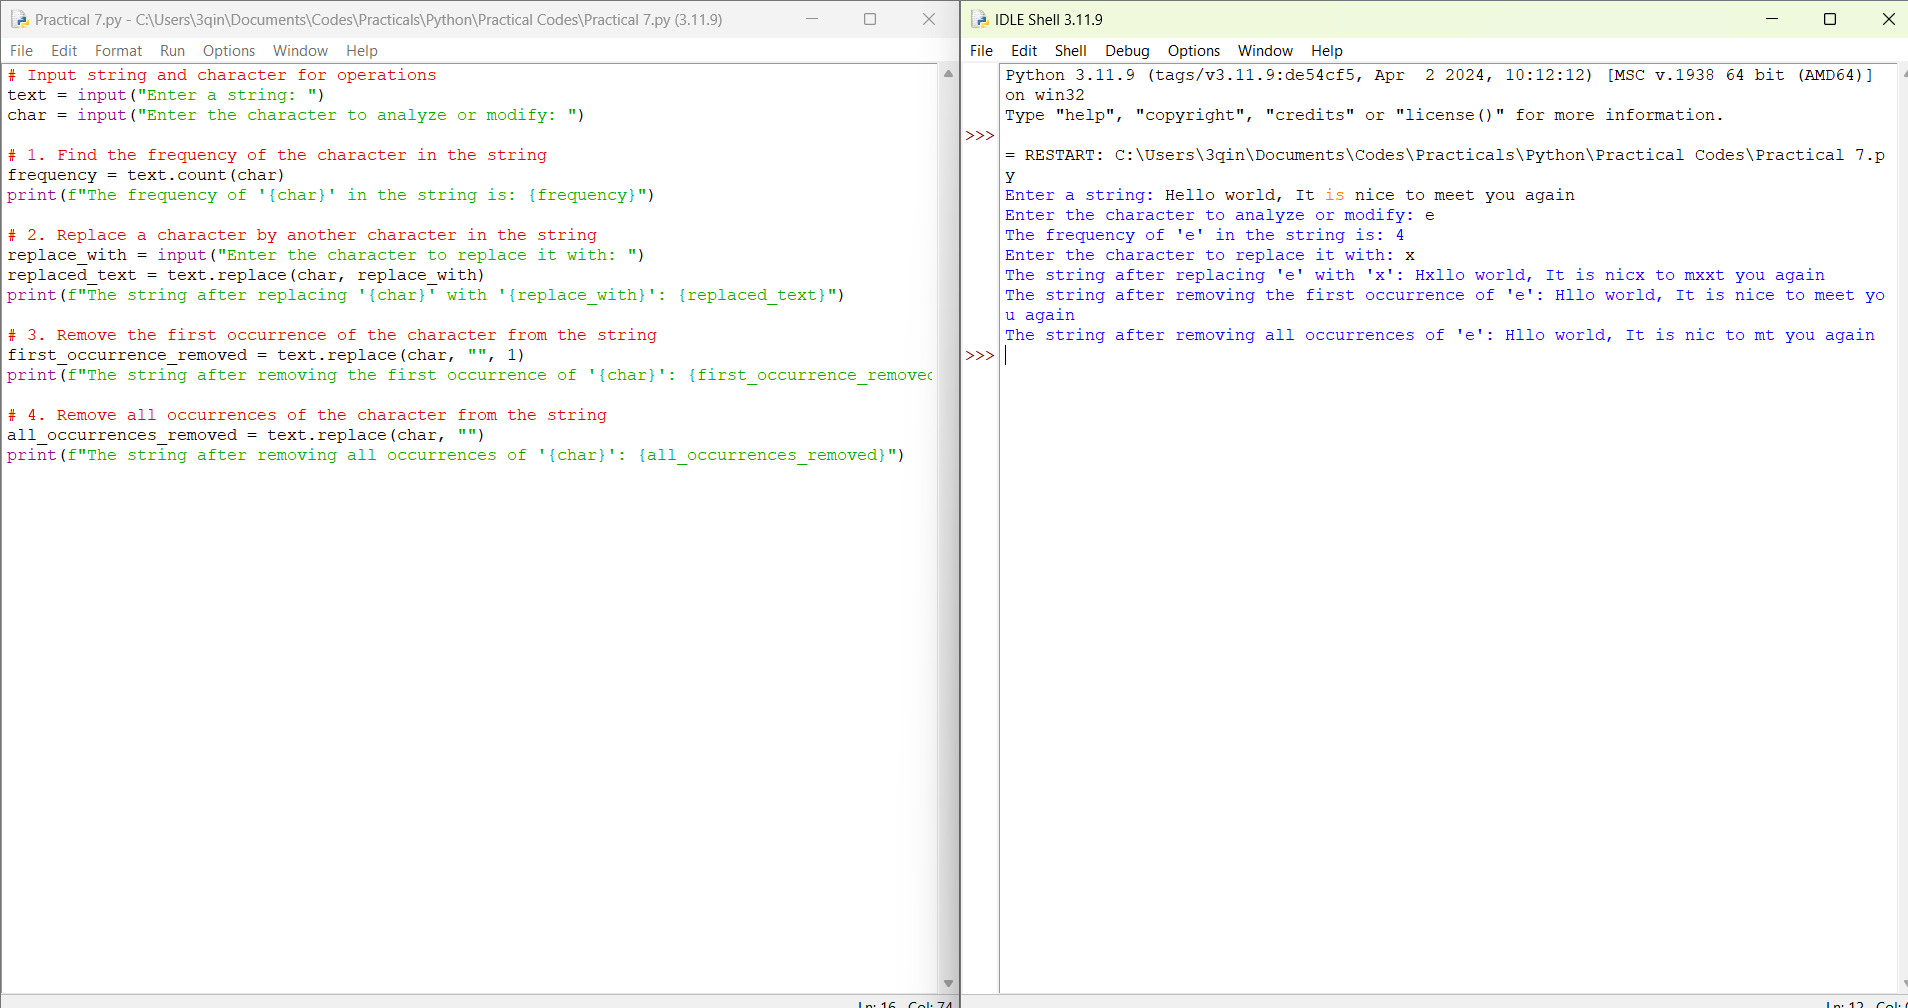 Practical 7.py - C:\Users\3qin\Documents\Codes\Practicals\Python\Practical Codes\Practical 7.py (3.11.9)
File Edit Format Run Options Window Help
# Input string and character for operations
text = input("Enter a string: ")
char = input("Enter the character to analyze or modify: ")
# 1. Find the frequency of the character in the string
frequency = text.count(char)
print(f"The frequency of '{char}' in the string is: {frequency}")
# 2. Replace a character by another character in the string
replace_with = input("Enter the character to replace it with: ")
replaced_text = text.replace(char, replace_with)
print(f"The string after replacing '{char}' with '{replace_with}': {replaced_text}")
# 3. Remove the first occurrence of the character from the string
first_occurrence_removed = text.replace(char, "", 1)
print(f"The string after removing the first occurrence of '{char}': {first_occurrence_removed
# 4. Remove all occurrences of the character from the string
all_occurrences_removed = text.replace(char, "")
print(f"The string after removing all occurrences of '{char}': {all_occurrences_removed}")
Ln: 16 Col: 74
IDLE Shell 3.11.9
File Edit Shell Debug Options Window Help
Python 3.11.9 (tags/v3.11.9:de54cf5, Apr  2 2024, 10:12:12) [MSC v.1938 64 bit (AMD64)]
on win32
Type "help", "copyright", "credits" or "license()" for more information.
>>>
= RESTART: C:\Users\3qin\Documents\Codes\Practicals\Python\Practical Codes\Practical 7.p
y
Enter a string: Hello world, It is nice to meet you again
Enter the character to analyze or modify: e
The frequency of 'e' in the string is: 4
Enter the character to replace it with: x
The string after replacing 'e' with 'x': Hxllo world, It is nicx to mxxt you again
The string after removing the first occurrence of 'e': Hllo world, It is nice to meet yo
u again
The string after removing all occurrences of 'e': Hllo world, It is nic to mt you again
>>>
Ln: 12 Col: